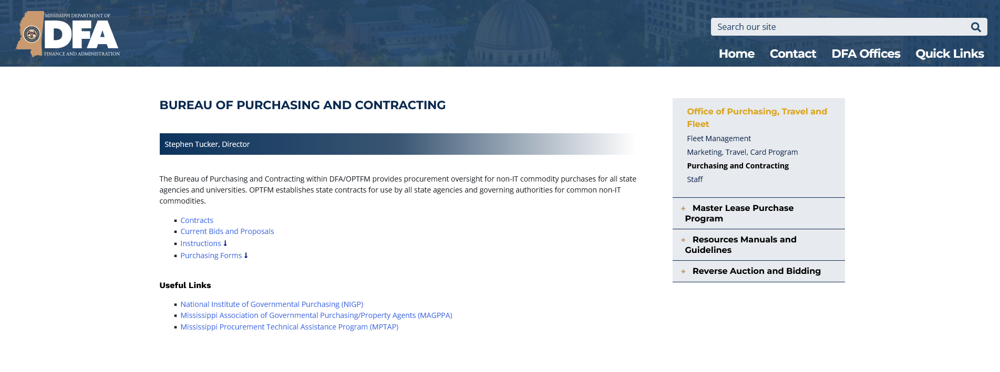 MISSISSIPPI DEPARTMENT OF
DFA
FINANCE AND ADMINISTRATION
Search our site
Home Contact DFA Offices Quick Links
BUREAU OF PURCHASING AND CONTRACTING
Stephen Tucker, Director
The Bureau of Purchasing and Contracting within DFA/OPTFM provides procurement oversight for non-IT commodity purchases for all state
agencies and universities. OPTFM establishes state contracts for use by all state agencies and governing authorities for common non-IT
commodities.
Contracts
Current Bids and Proposals
Instructions
Purchasing Forms
Useful Links
National Institute of Governmental Purchasing (NIGP)
Mississippi Association of Governmental Purchasing/Property Agents (MAGPPA)
Mississippi Procurement Technical Assistance Program (MPTAP)
Office of Purchasing, Travel and
Fleet
Fleet Management
Marketing, Travel, Card Program
Purchasing and Contracting
Staff
+ Master Lease Purchase
Program
+ Resources Manuals and
Guidelines
+ Reverse Auction and Bidding